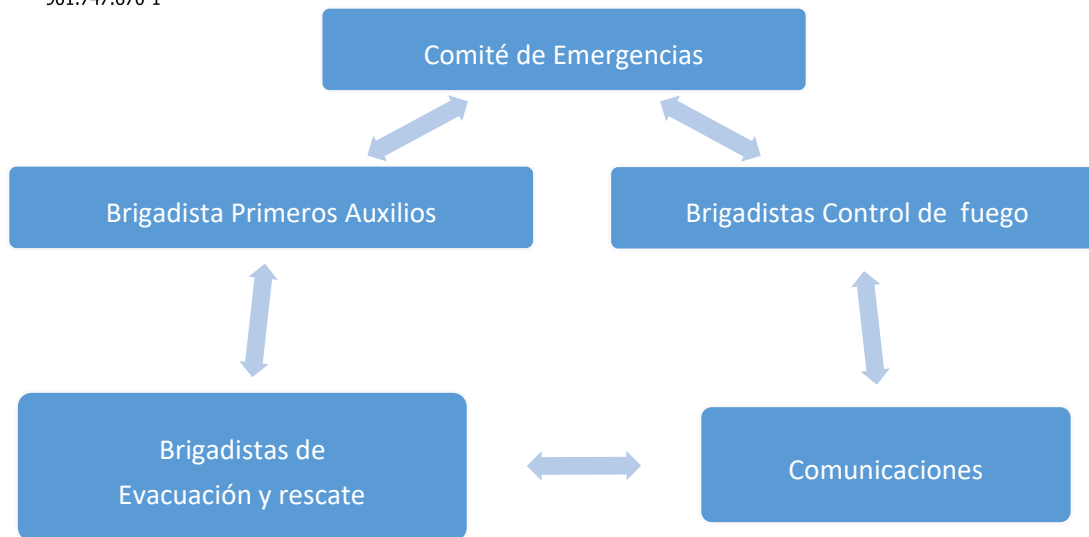 Comité de Emergencias
Brigadista Primeros Auxilios
Brigadistas Control de fuego
Brigadistas de
Evacuación y rescate
Comunicaciones